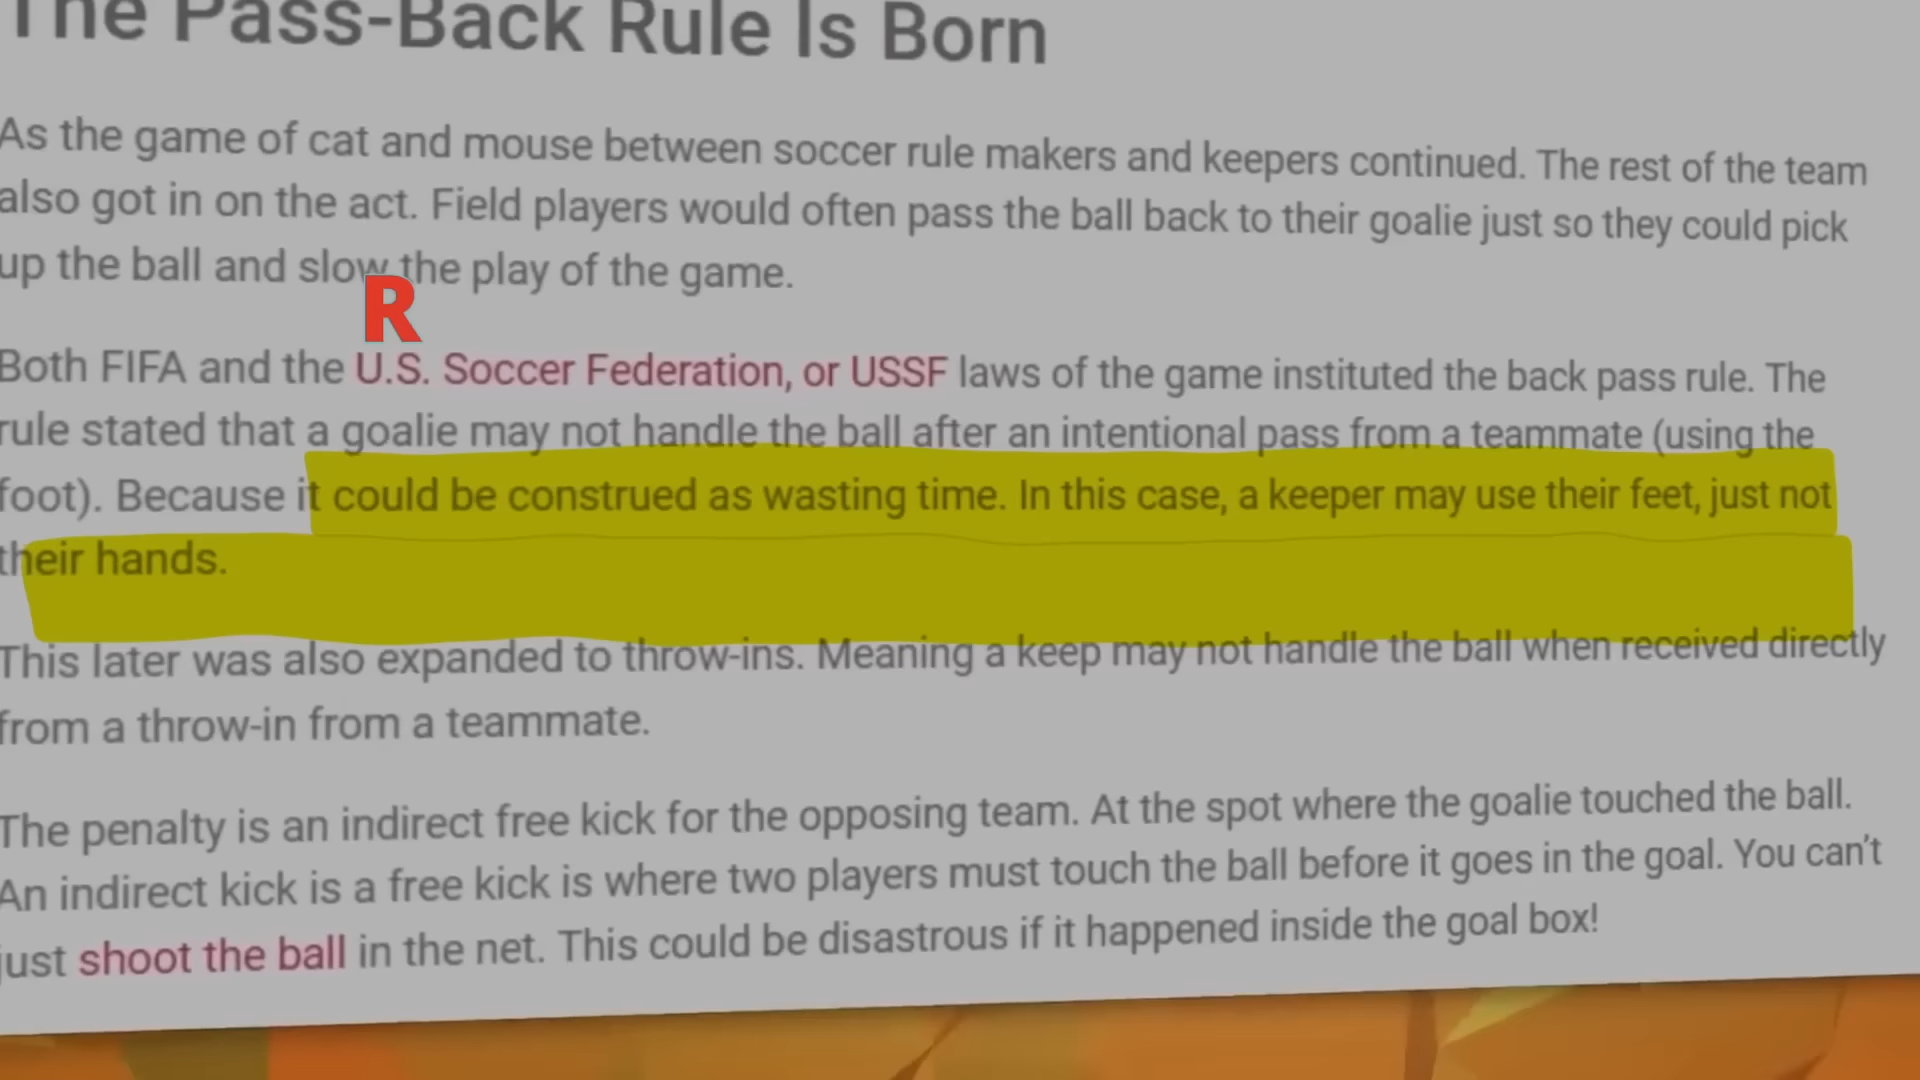 The Pass-Back Rule Is Born
As the game of cat and mouse between soccer rule makers and keepers continued. The rest of the team
also got in on the act. Field players would often pass the ball back to their goalie just so they could pick
up the ball and slow the play of the game.
R
Both FIFA and the U.S. Soccer Federation, or USSF laws of the game instituted the back pass rule. The
rule stated that a goalie may not handle the ball after an intentional pass from a teammate (using the
foot). Because it could be construed as wasting time. In this case, a keeper may use their feet, just not
their hands.
This later was also expanded to throw-ins. Meaning a keep may not handle the ball when received directly
from a throw-in from a teammate.
The penalty is an indirect free kick for the opposing team. At the spot where the goalie touched the ball.
An indirect kick is a free kick is where two players must touch the ball before it goes in the goal. You can't
just shoot the ball in the net. This could be disastrous if it happened inside the goal box!